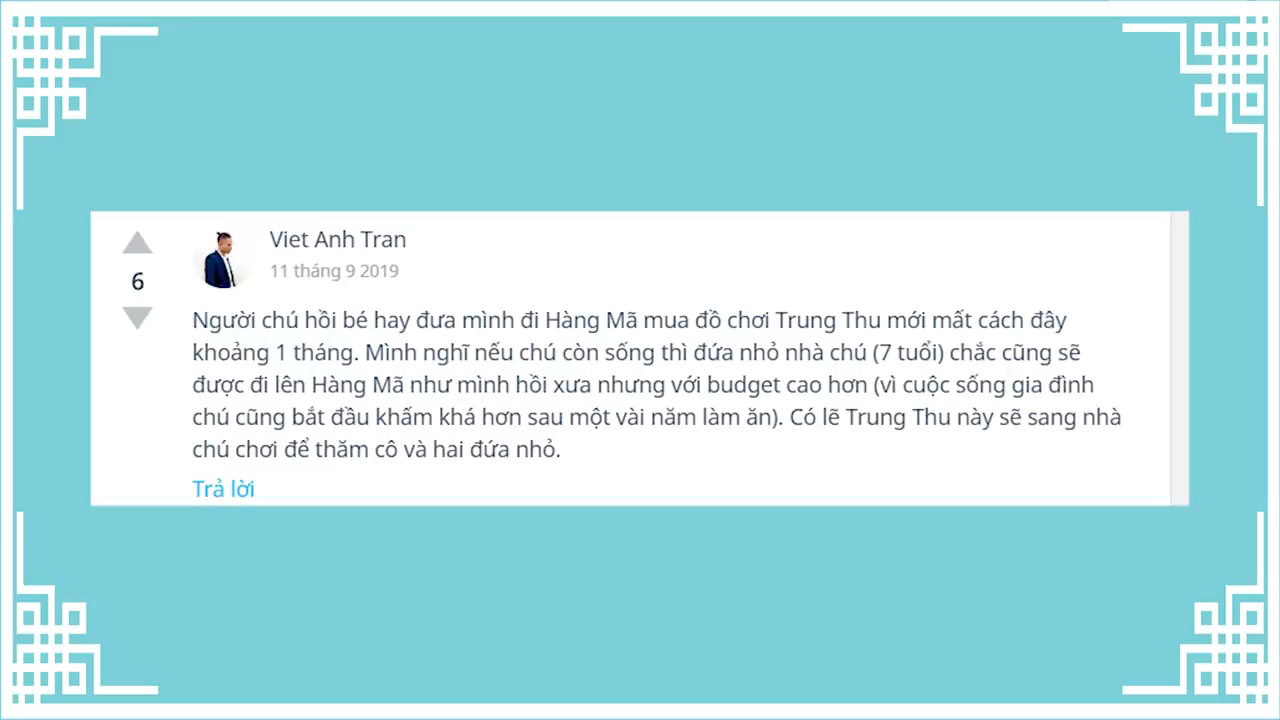 Viet Anh Tran
11 tháng 9 2019
6
Người chú hồi bé hay đưa mình đi Hàng Mã mua đồ chơi Trung Thu mới mất cách đây
khoảng 1 tháng. Mình nghĩ nếu chú còn sống thì đứa nhỏ nhà chú (7 tuổi) chắc cũng sẽ
được đi lên Hàng Mã như mình hồi xưa nhưng với budget cao hơn (vì cuộc sống gia đình
chú cũng bắt đầu khấm khá hơn sau một vài năm làm ăn). Có lẽ Trung Thu này sẽ sang nhà
chú chơi để thăm cô và hai đứa nhỏ.
Trả lời